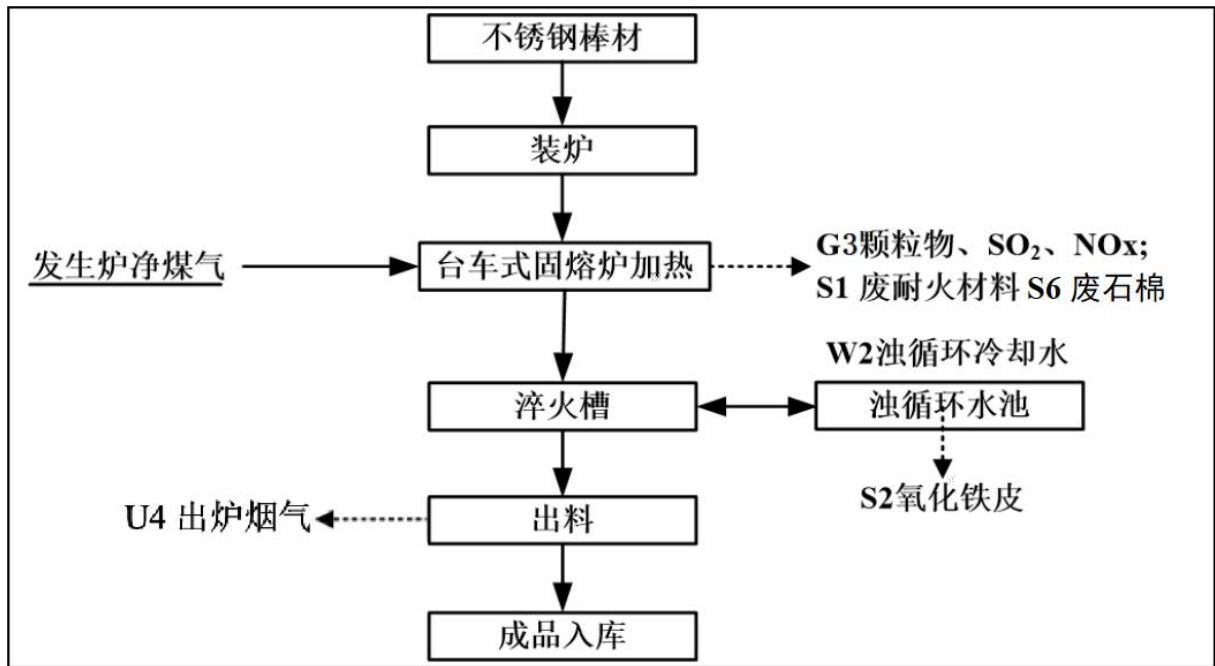 不锈钢棒材
装炉
发生炉净煤气
台车式固熔炉加热
G3颗粒物、SO₂、NOx;
S1 废耐火材料 S6 废石棉
W2浊循环冷却水
淬火槽
浊循环水池
S2氧化铁皮
U4 出炉烟气
出料
成品入库